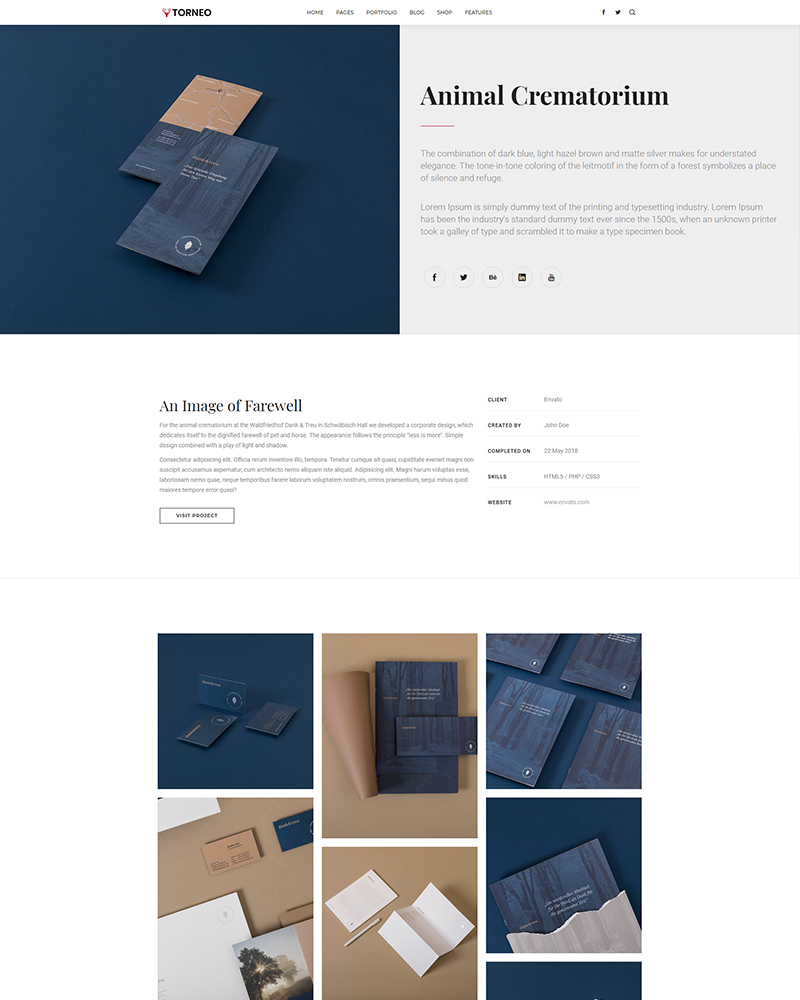 TORNEO
HOME PAGES PORTFOLIO BLOG SHOP FEATURES
Animal Crematorium
The combination of dark blue, light hazel brown and matte silver makes for understated
elegance. The tone-in-tone coloring of the leitmotif in the form of a forest symbolizes a place
of silence and refuge.
Lorem Ipsum is simply dummy text of the printing and typesetting industry. Lorem Ipsum
has been the industry's standard dummy text ever since the 1500s, when an unknown printer
took a galley of type and scrambled it to make a type specimen book.
Bē
An Image of Farewell
For the animal crematorium at the Waldfriedhof Dank & Treu in Schwäbisch Hall we developed a corporate design, which
dedicates itself to the dignified farewell of pet and horse. The appearance follows the principle "less is more". Simple
design combined with a play of light and shadow.
Consectetur adipisicing elit. Officia rerum inventore illo, tempora. Tenetur cumque sit quasi, cupiditate eveniet magni non
suscipit accusamus aspernatur, cum architecto nemo aliquam iste aliquid. Adipisicing elit. Magni harum voluptas esse,
laboriosam nemo quae, neque temporibus facere laborum voluptatem nostrum, omnis praesentium, sequi minus quod
maiores tempore error quasi?
VISIT PROJECT
CLIENT Envato
CREATED BY John Doe
COMPLETED ON 22 May 2018
SKILLS HTML5 / PHP / CSS3
WEBSITE www.envato.com